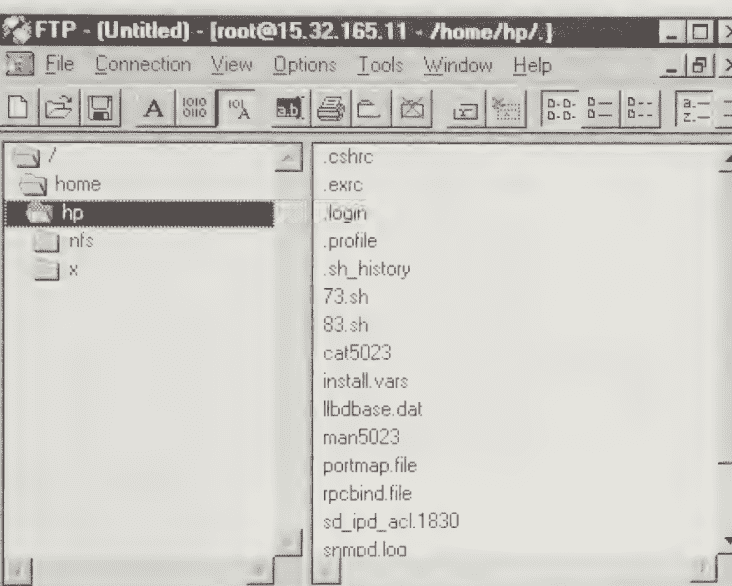 FTP - (Untitled) - [root@15.32.165.11 - /home/hp/.]
File Connection View Options Tools Window Help
/
home
hp
nfs
x
.cshrc
.exrc
.login
.profile
.sh_history
73.sh
83.sh
cat5023
install.vars
llbdbase.dat
man5023
portmap.file
rpcbind.file
sd_ipd_acl.1830
snmpd.log